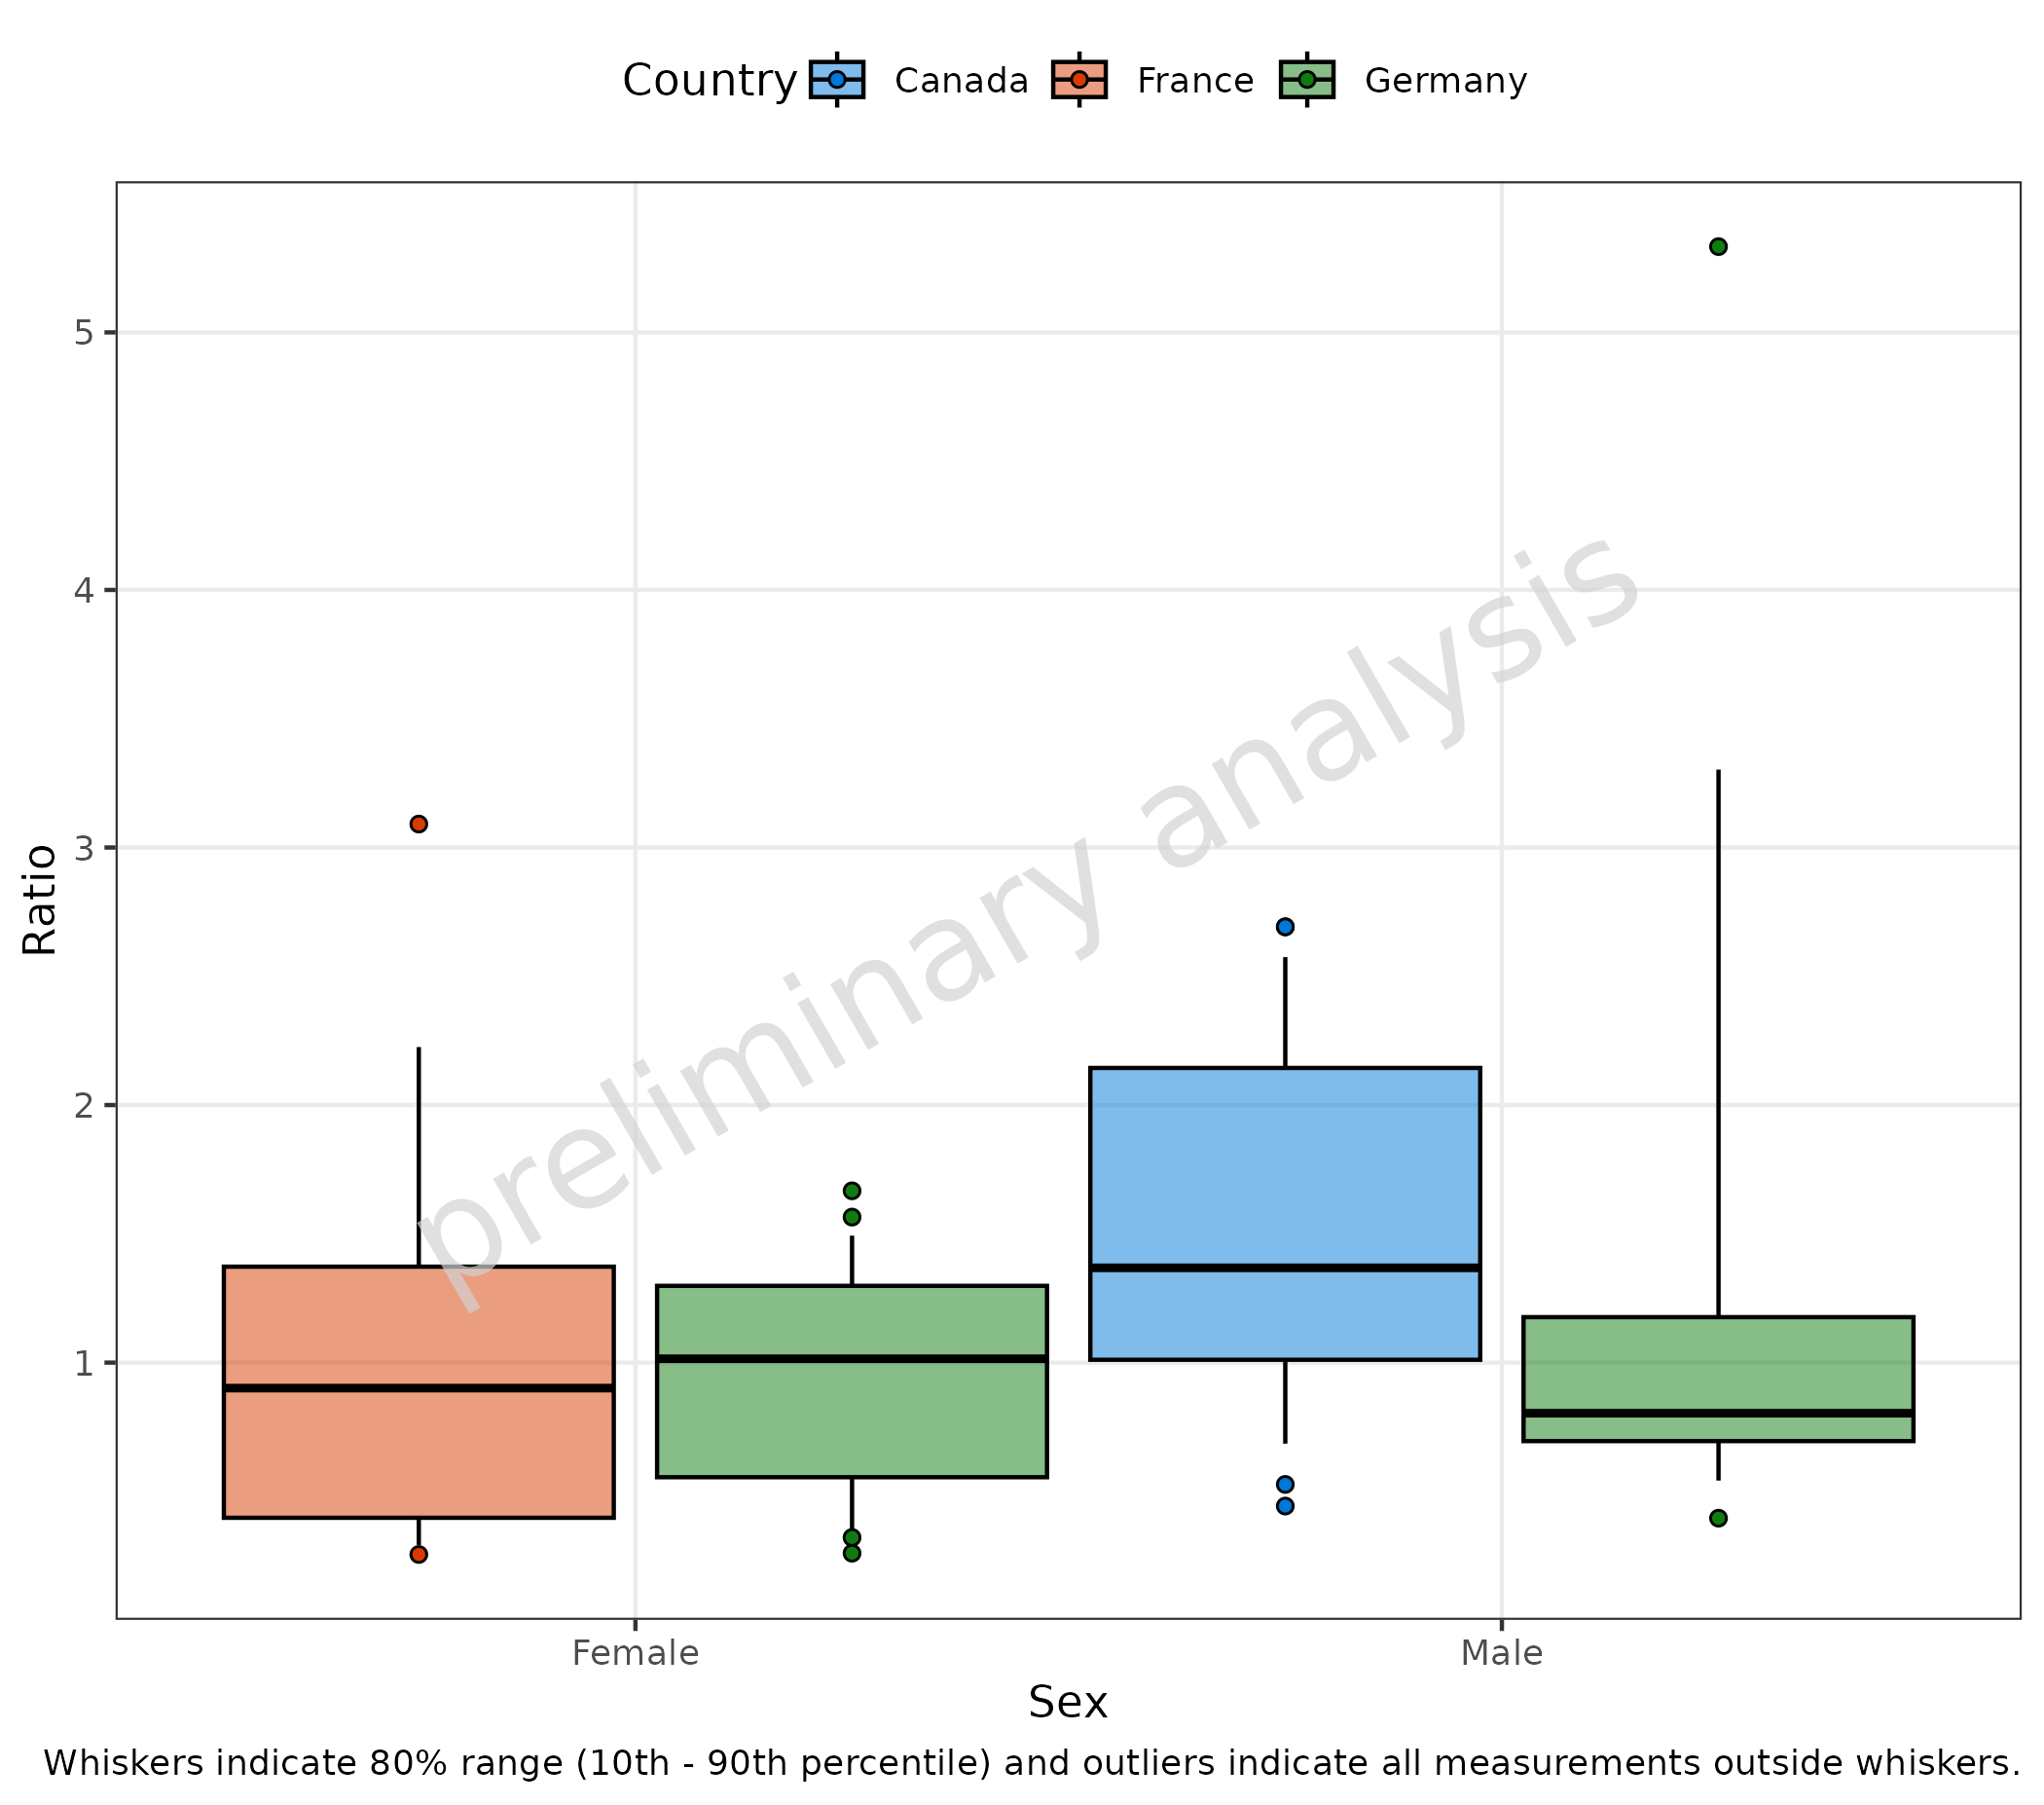 Country Canada France Germany
5
4
3
2
1
Ratio
preliminary analysis
Female Male
Sex
Whiskers indicate 80% range (10th - 90th percentile) and outliers indicate all measurements outside whiskers.